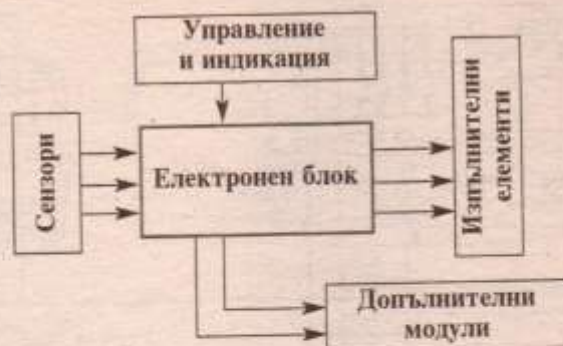 Управление
и индикация
Сензори
Електронен блок
Изпълнителни
елементи
Допълнителни
модули